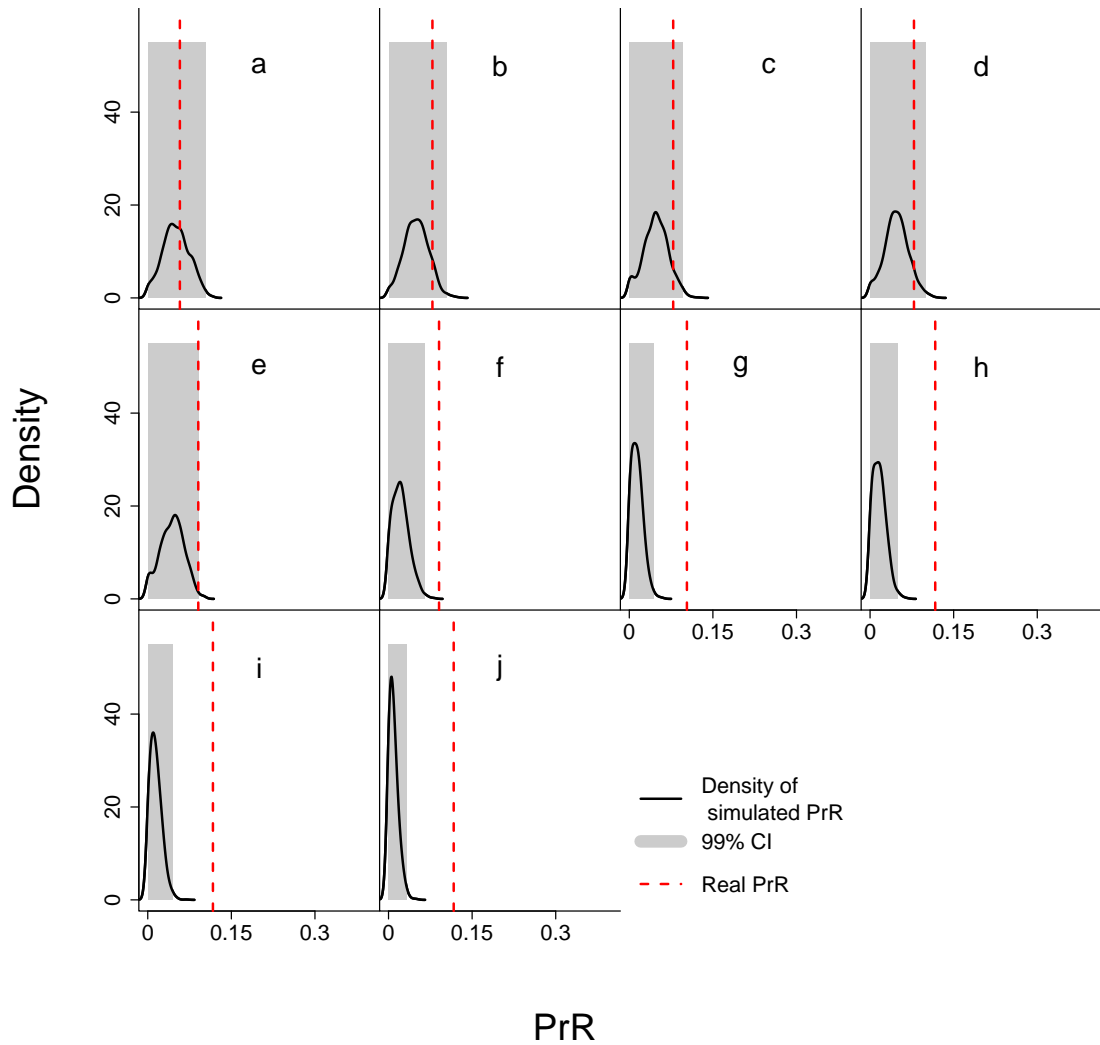 a
b
c
d
40
20
0
e
f
g
h
40
20
0
0 0.15 0.3
0 0.15 0.3
Density
i
j
40
20
0
0 0.15 0.3
0 0.15 0.3
Density of
simulated PrR
99% CI
Real PrR
PrR